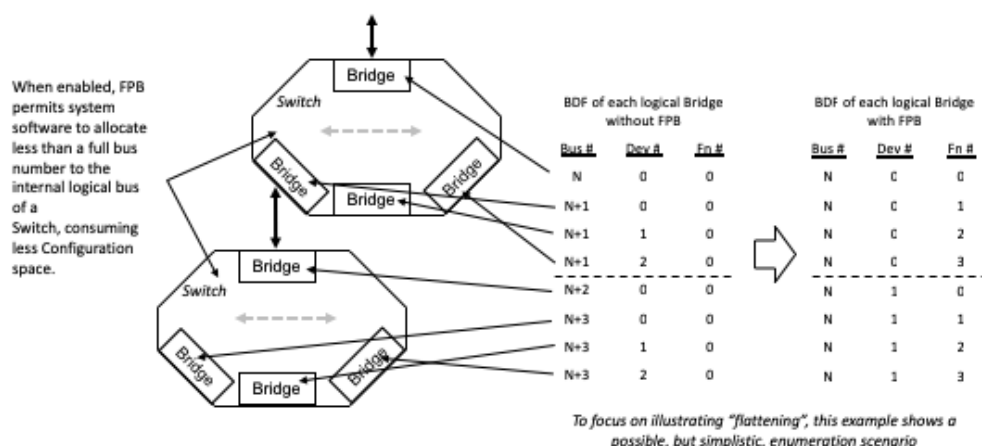 When enabled, FPB
permits system
software to allocate
less than a full bus
number to the
internal logical bus
of a
Switch, consuming
less Configuration
space.
Bridge
Switch
Bridge
Bridge
Bridge
Bridge
Switch
Bridge
Bridge
Bridge
BDF of each logical Bridge
without FPB
Bus # Dev # Fn #
N 0 0
N+1 0 0
N+1 1 0
N+1 2 0
N+2 0 0
N+3 0 0
N+3 1 0
N+3 2 0
BDF of each logical Bridge
with FPB
Bus # Dev # Fn #
N 0 0
N 0 1
N 0 2
N 0 3
N 1 0
N 1 1
N 1 2
N 1 3
To focus on illustrating "flattening", this example shows a
possible, but simplistic, enumeration scenario